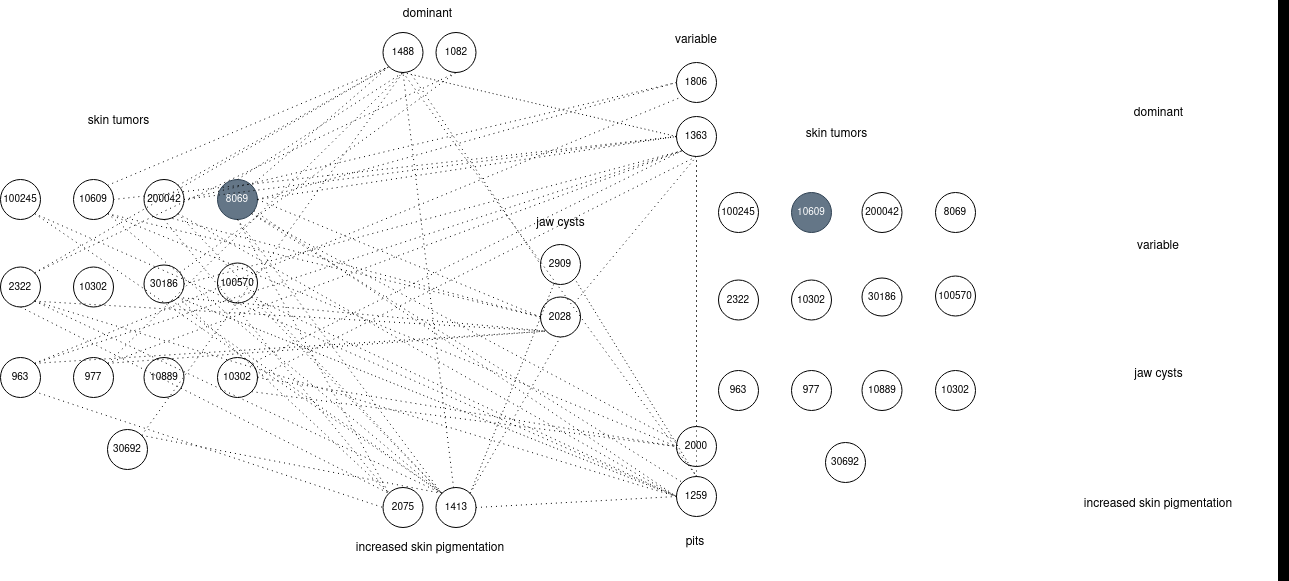 dominant
1488 1082
variable
1806
dominant
skin tumors
1363
skin tumors
100245 10609 200042 8069
100245 10609 200042 8069
jaw cysts
variable
2909
2322 10302 30186 100570
2322 10302 30186 100570
2028
jaw cysts
963 977 10889 10302
963 977 10889 10302
30692
2000
30692
2075 1413
1259
increased skin pigmentation
increased skin pigmentation
pits